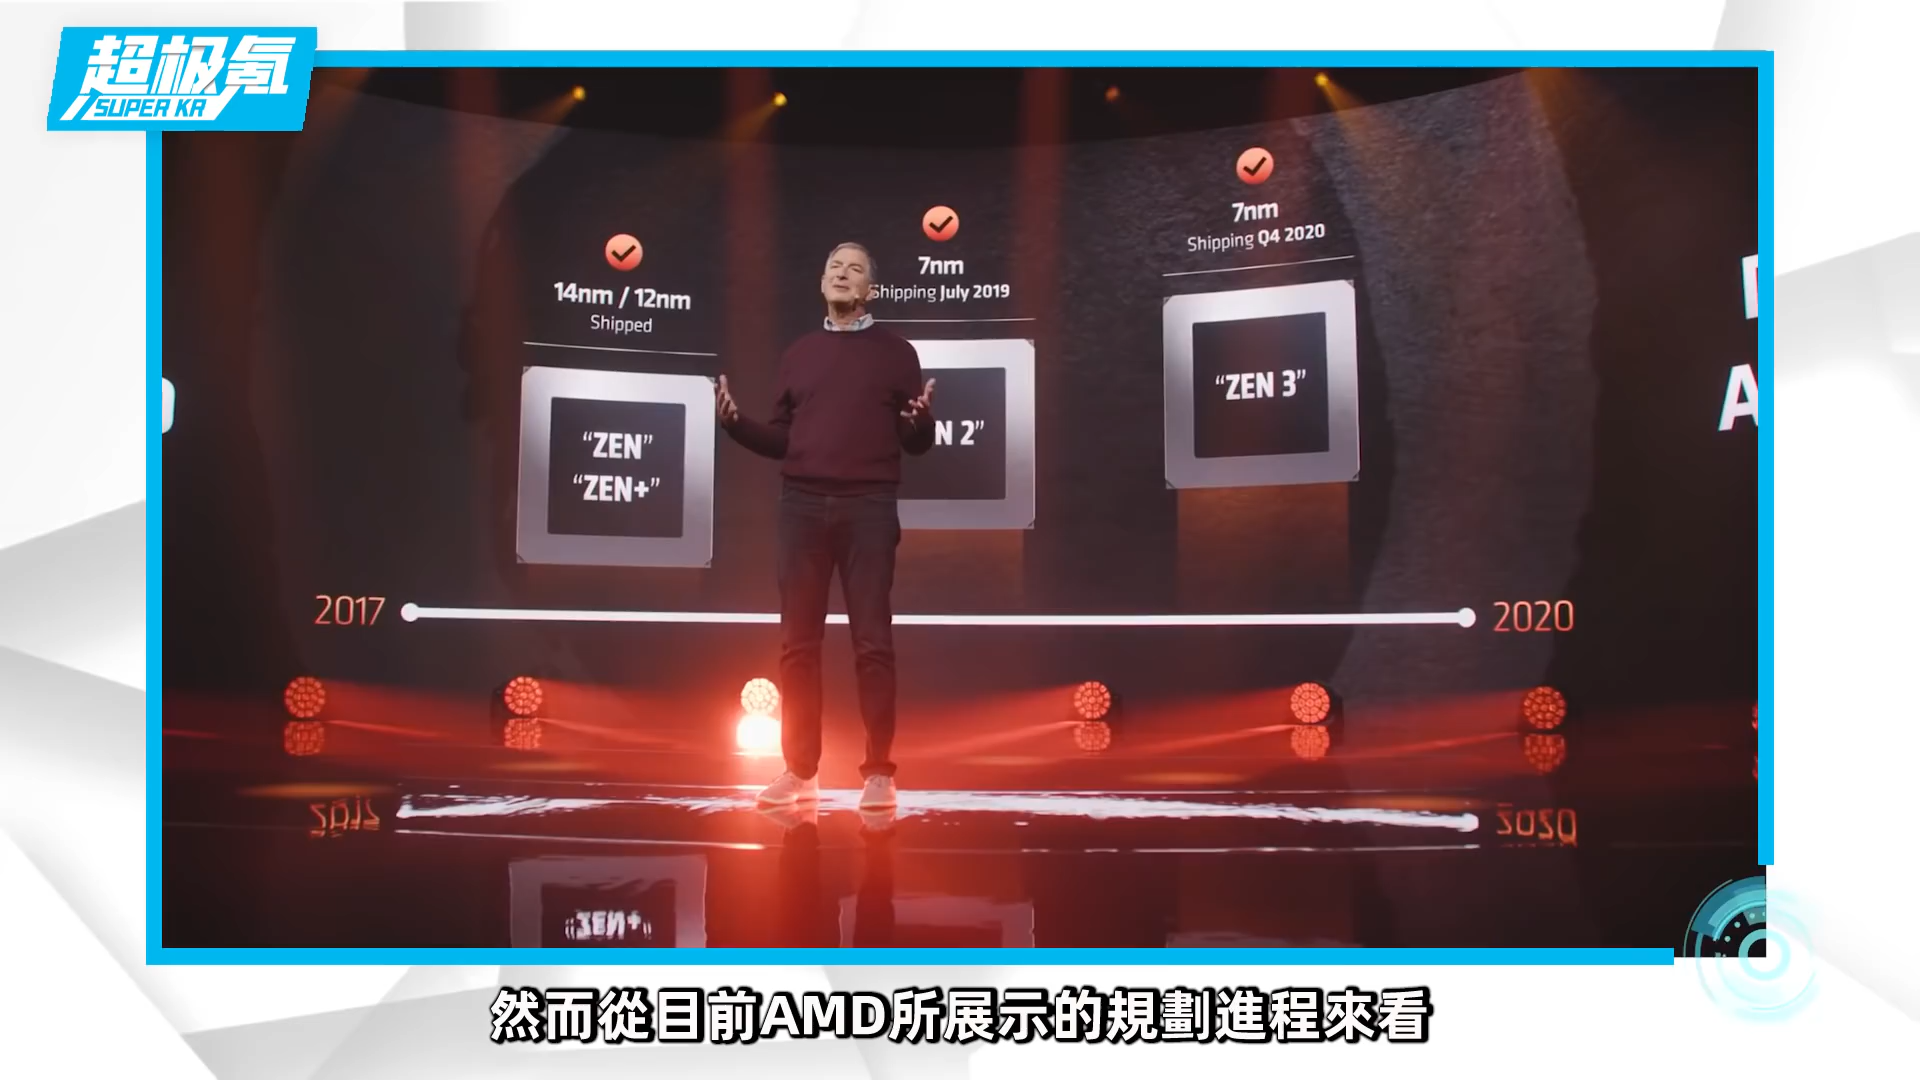 超极氪
SUPER KR
7nm
Shipping Q4 2020
7nm
Shipping July 2019
14nm / 12nm
Shipped
“ZEN 3”
N 2”
“ZEN”
“ZEN+”
2017
2020
然而從目前AMD所展示的規劃進程來看